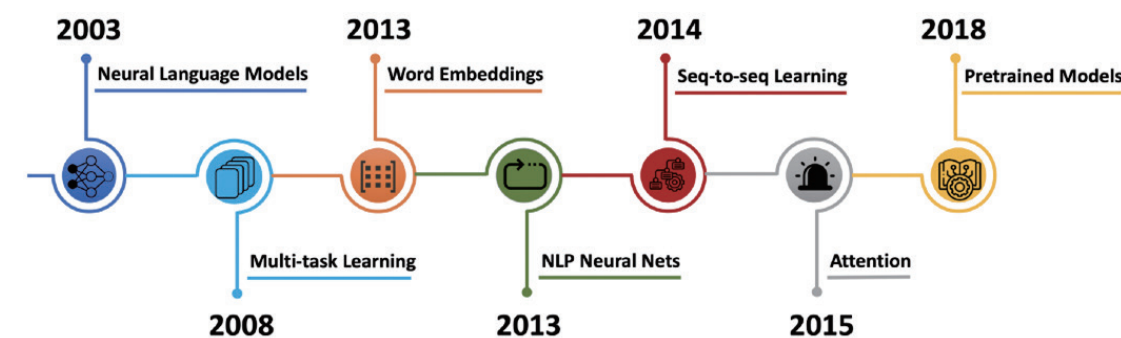 2003
2013
2014
2018
Neural Language Models
Word Embeddings
Seq-to-seq Learning
Pretrained Models
Multi-task Learning
NLP Neural Nets
Attention
2008
2013
2015